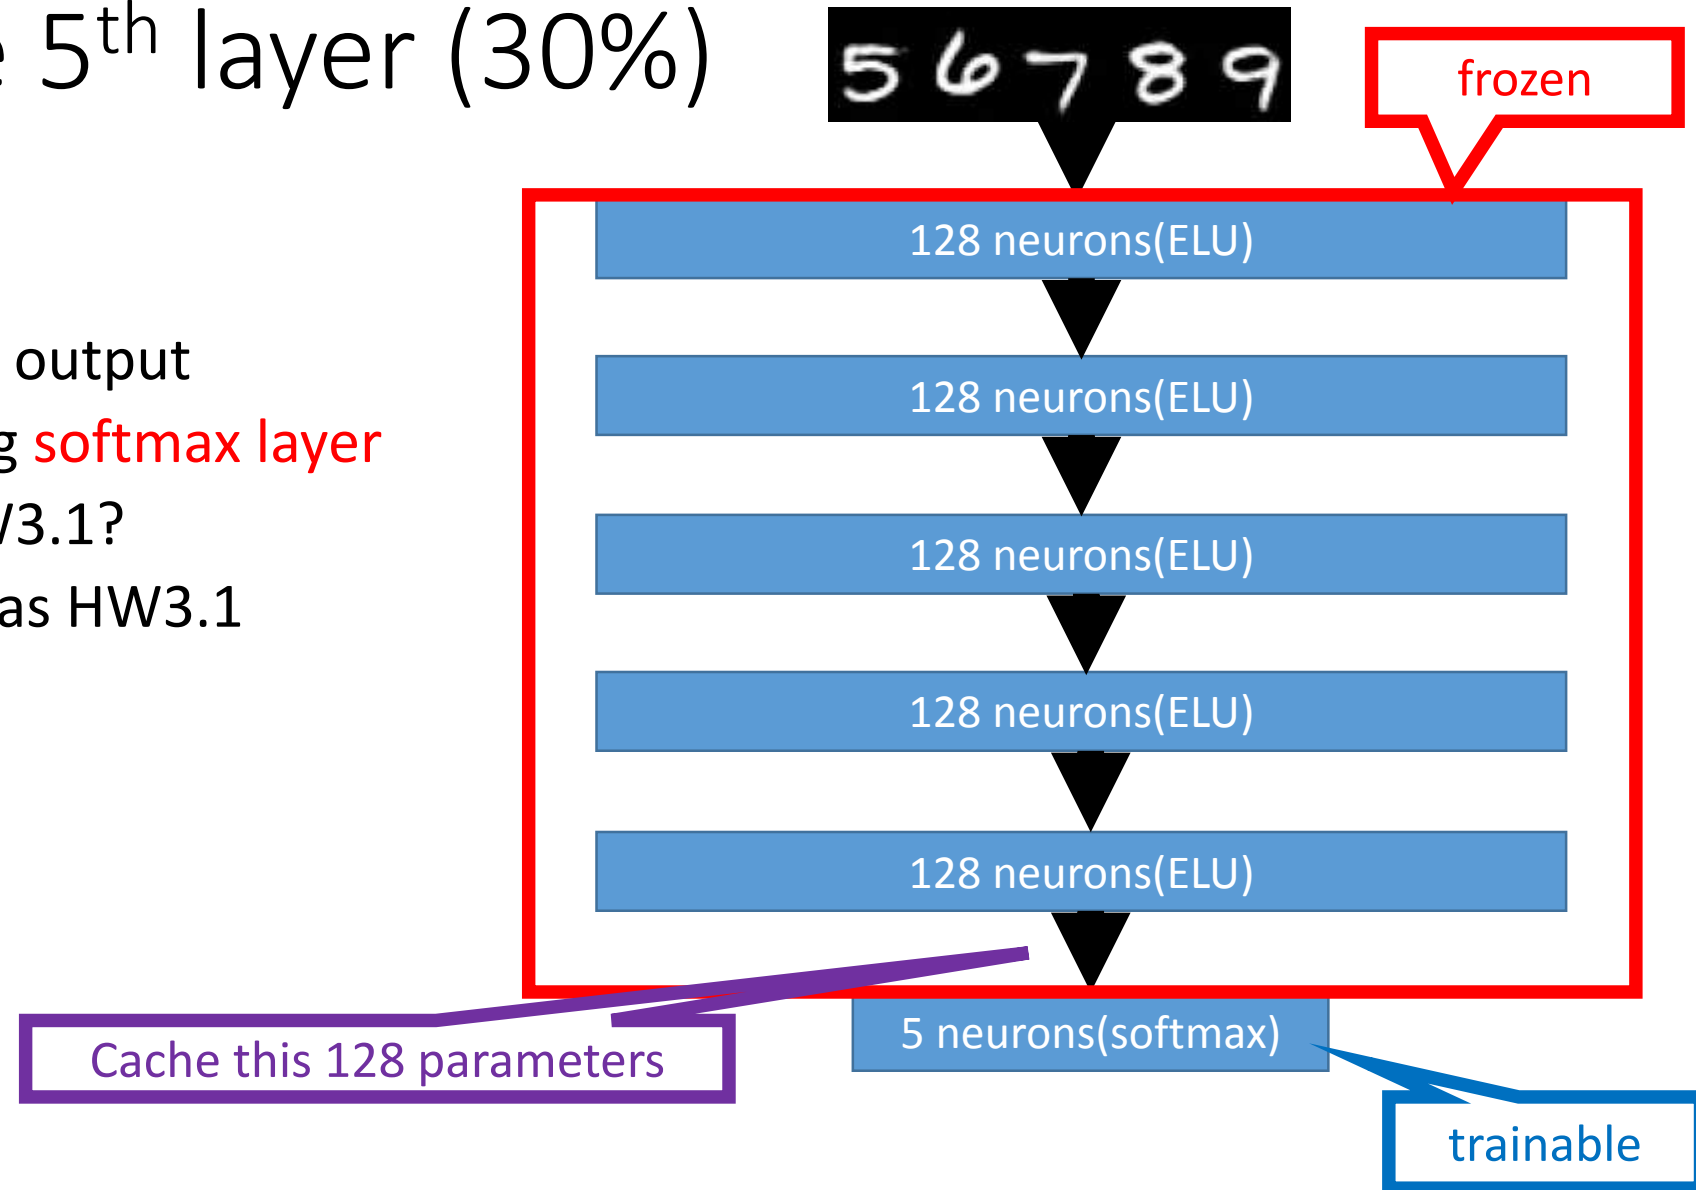 5th layer (30%)
5 6 7 8 9
frozen
output
softmax layer
3.1?
as HW3.1
128 neurons(ELU)
128 neurons(ELU)
128 neurons(ELU)
128 neurons(ELU)
128 neurons(ELU)
5 neurons(softmax)
Cache this 128 parameters
trainable